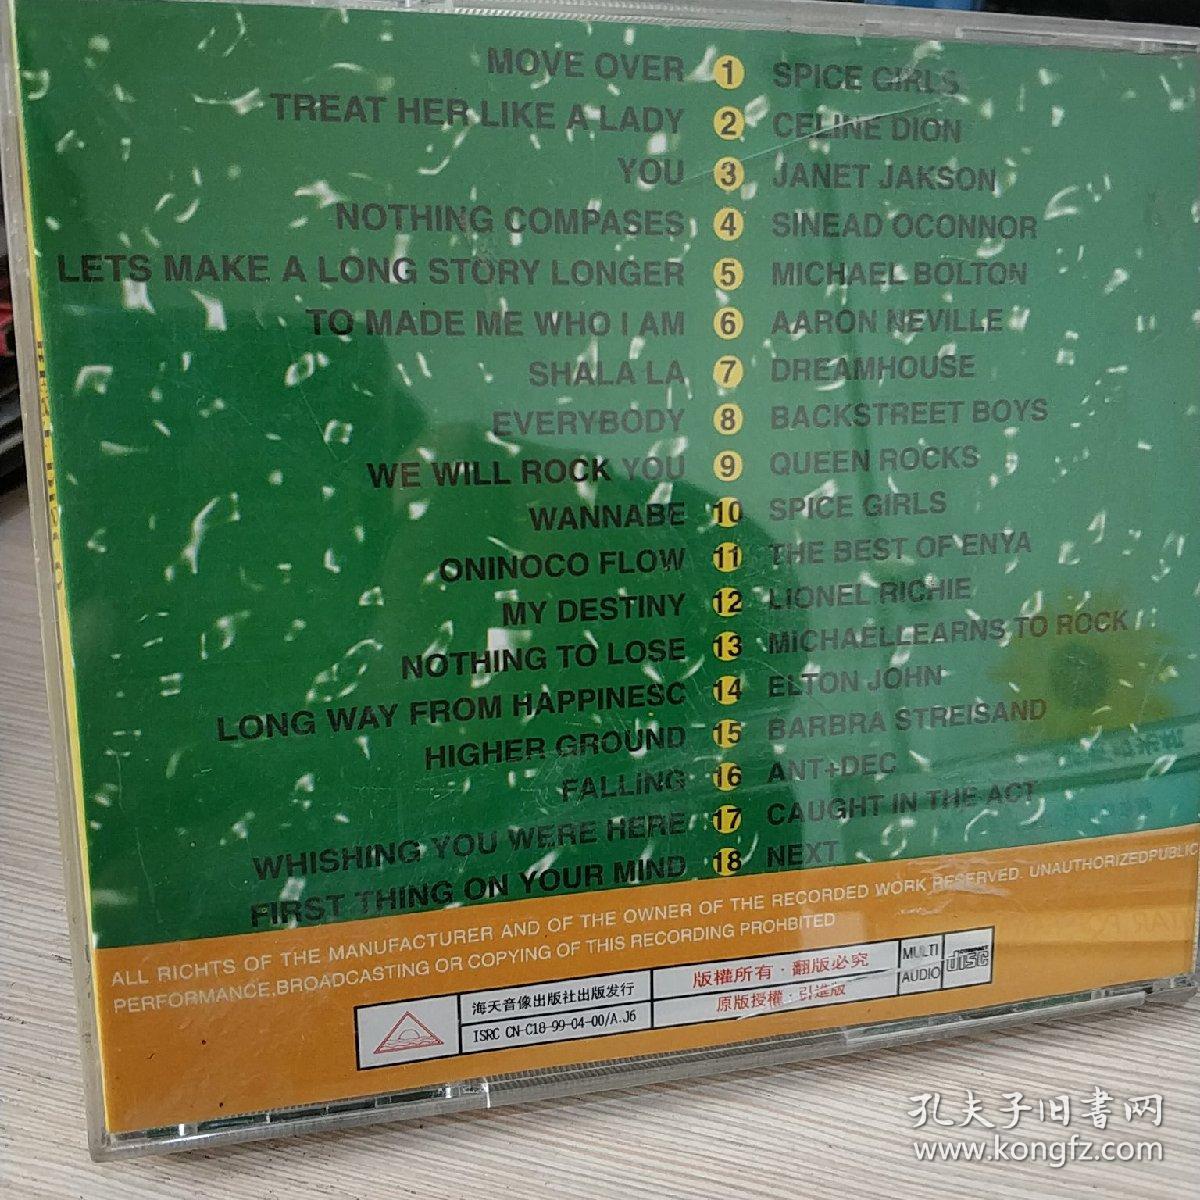 MOVE OVER 1 SPICE GIRLS
TREAT HER LIKE A LADY 2 CELINE DION
YOU 3 JANET JAKSON
NOTHING COMPASES 4 SINEAD OCONNOR
LETS MAKE A LONG STORY LONGER 5 MICHAEL BOLTON
TO MADE ME WHO I AM 6 AARON NEVILLE
SHALA LA 7 DREAMHOUSE
EVERYBODY 8 BACKSTREET BOYS
WE WILL ROCK YOU 9 QUEEN ROCKS
WANNABE 10 SPICE GIRLS
ONINOCO FLOW 11 THE BEST OF ENYA
MY DESTINY 12 LIONEL RICHIE
NOTHING TO LOSE 13 MICHAELLEARNS TO ROCK
LONG WAY FROM HAPPINESC 14 ELTON JOHN
HIGHER GROUND 15 BARBRA STREISAND
FALLING 16 ANT+DEC
WHISHING YOU WERE HERE 17 CAUGHT IN THE ACT
FIRST THING ON YOUR MIND 18 NEXT
ALL RICHTS OF THE MANUFACTURER AND OF THE OWNER OF THE RECORDED WORK RESERVED. UNAUTHORIZEDPUBLIC
PERFORMANCE,BROADCASTING OR COPYING OF THIS RECORDING PROHBITED
海天音像出版社出版发行
ISRC CN-C18-99-04-00/A.J6
版權所有·翻版必究
原版授權·引進版
MULTI
AUDIO
COMPACT
disc
孔夫子旧书网
www.kongfz.com